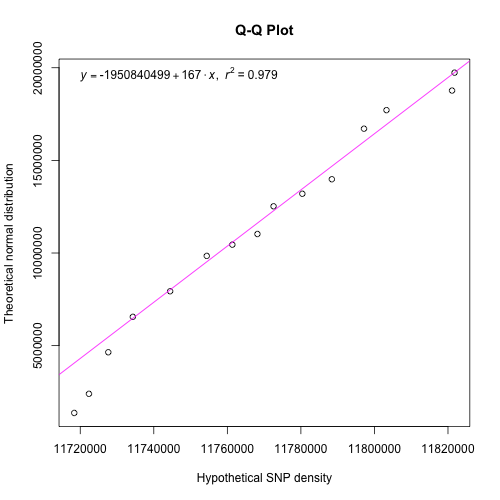 Q-Q Plot
y = -1950840499 + 167 · x, r² = 0.979
20000000
15000000
10000000
5000000
Theoretical normal distribution
11720000 11740000 11760000 11780000 11800000 11820000
Hypothetical SNP density